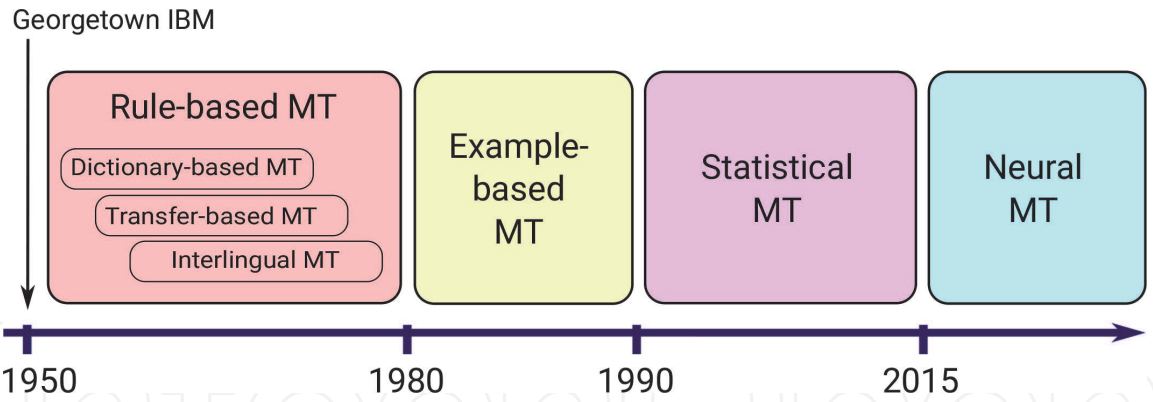 Georgetown IBM
Rule-based MT
Dictionary-based MT
Transfer-based MT
Interlingual MT
Example-
based
MT
Statistical
MT
Neural
MT
1950
1980
1990
2015